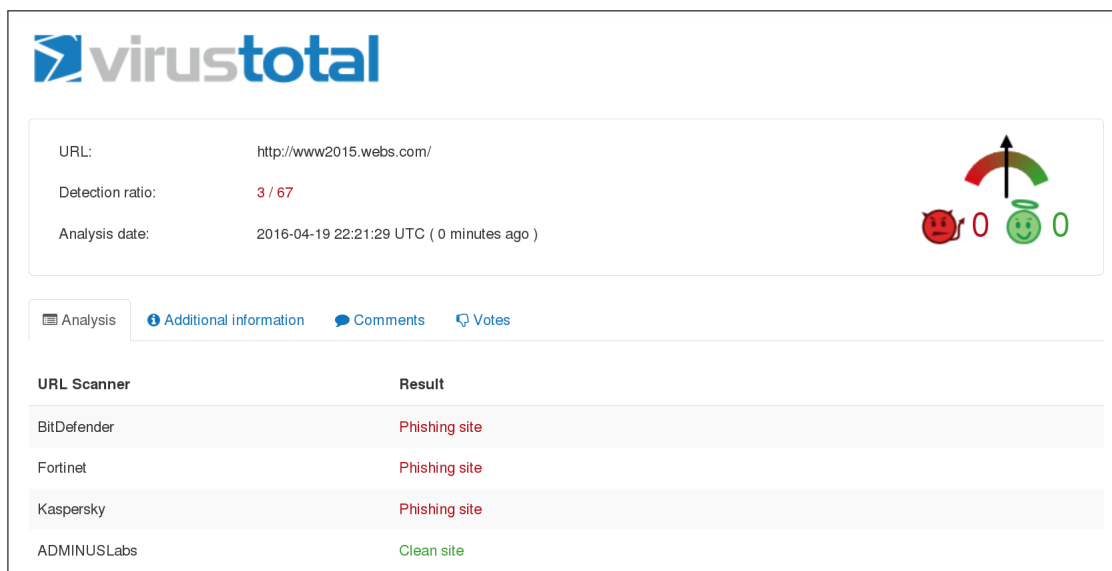 virustotal
URL: http://www2015.webs.com/
Detection ratio: 3 / 67
Analysis date: 2016-04-19 22:21:29 UTC ( 0 minutes ago )
0 0
Analysis Additional information Comments Votes
URL Scanner Result
BitDefender Phishing site
Fortinet Phishing site
Kaspersky Phishing site
ADMINUSLabs Clean site